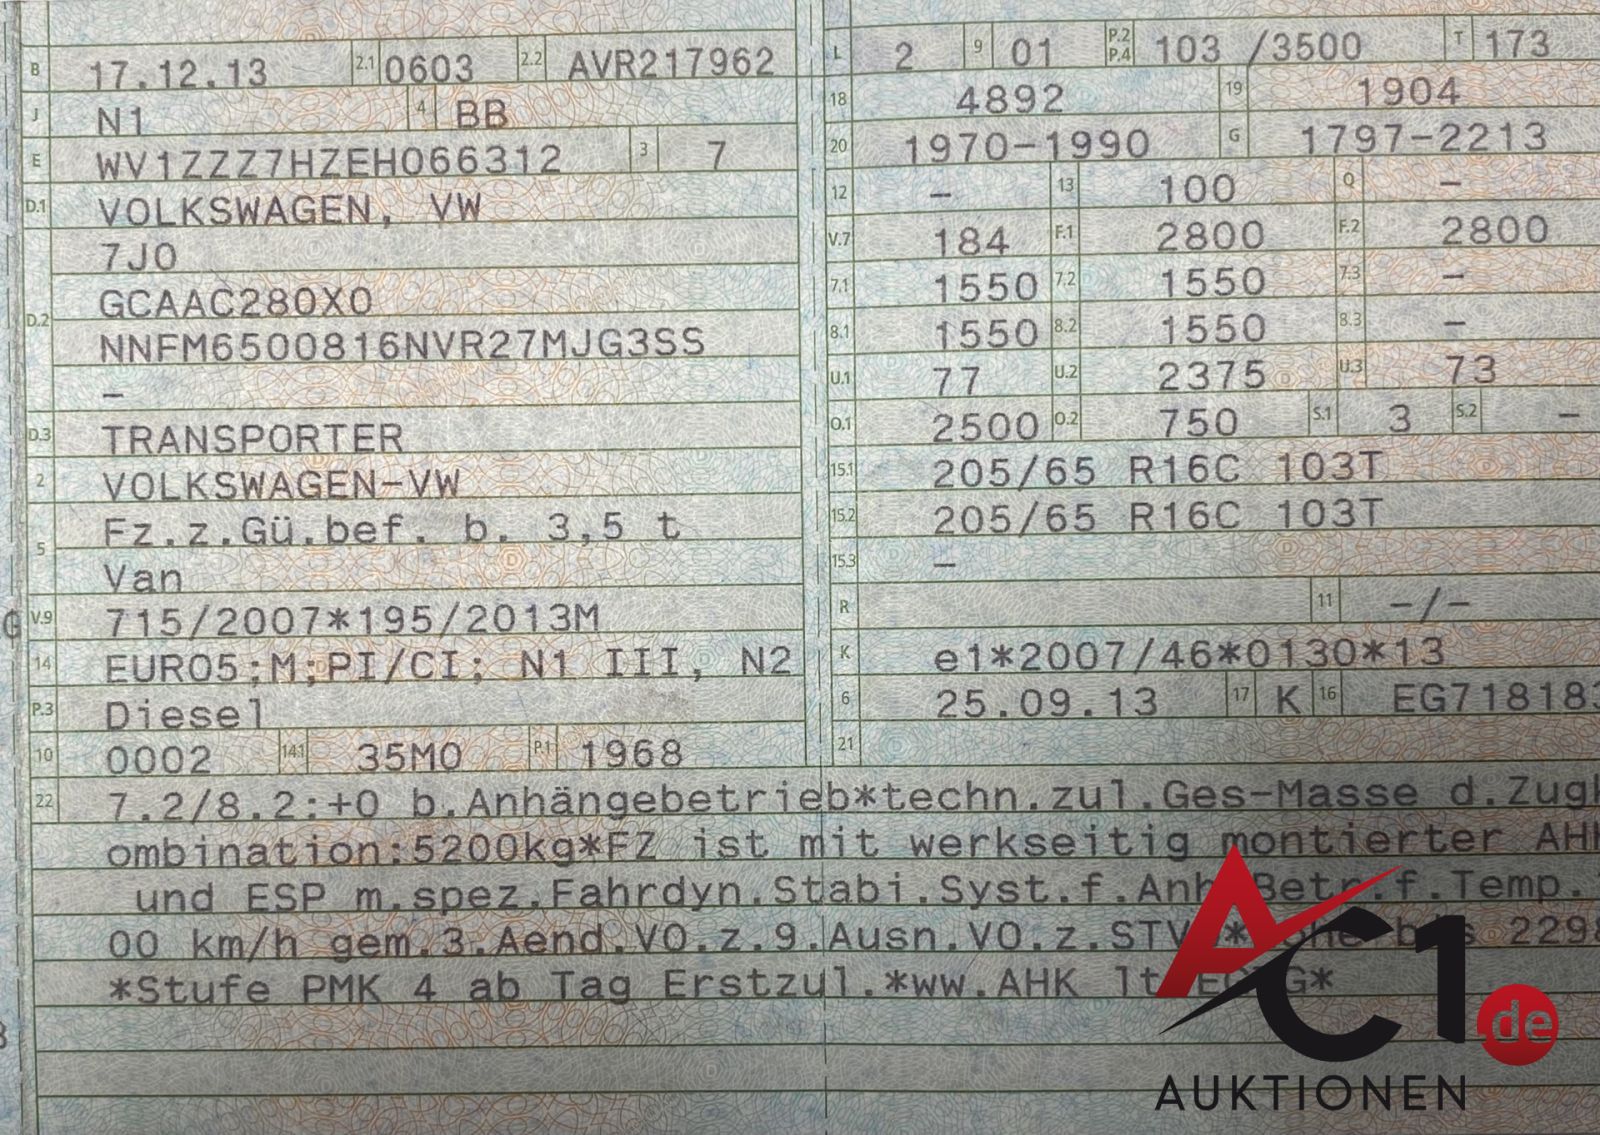 B 17.12.13 2.1 0603 2.2 AVR217962
J N1 4 BB
E WV1ZZZ7HZEH066312 3 7
D.1 VOLKSWAGEN, VW
7J0
D.2 GCAAC280X0
NNFM6500816NVR27MJG3SS
–
D.3 TRANSPORTER
2 VOLKSWAGEN-VW
5 Fz.z.Gü.bef. b. 3,5 t
Van
V.9 715/2007*195/2013M
14 EURO5;M;PI/CI; N1 III, N2
P.3 Diesel
10 0002 14.1 35M0 P.1 1968
L 2 9 01 P.2 P.4 103 /3500 T 173
18 4892 19 1904
20 1970-1990 G 1797-2213
12 – 13 100 Q –
V.7 184 F.1 2800 F.2 2800
7.1 1550 7.2 1550 7.3 –
8.1 1550 8.2 1550 8.3 –
U.1 77 U.2 2375 U.3 73
O.1 2500 O.2 750 S.1 3 S.2 –
15.1 205/65 R16C 103T
15.2 205/65 R16C 103T
15.3 –
R 11 –/–
K e1*2007/46*0130*13
6 25.09.13 17 K 16 EG718183
21
22 7.2/8.2:+0 b.Anhängebetrieb*techn.zul.Ges-Masse d.Zugk
ombination:5200kg*FZ ist mit werkseitig montierter AHK
und ESP m.spez.Fahrdyn.Stabi.Syst.f.Anh.Betr.f.Temp.
00 km/h gem.3.Aend.VO.z.9.Ausn.VO.z.STV 2298
*Stufe PMK 4 ab Tag Erstzul.*ww.AHK lt
AC1.de
AUKTIONEN